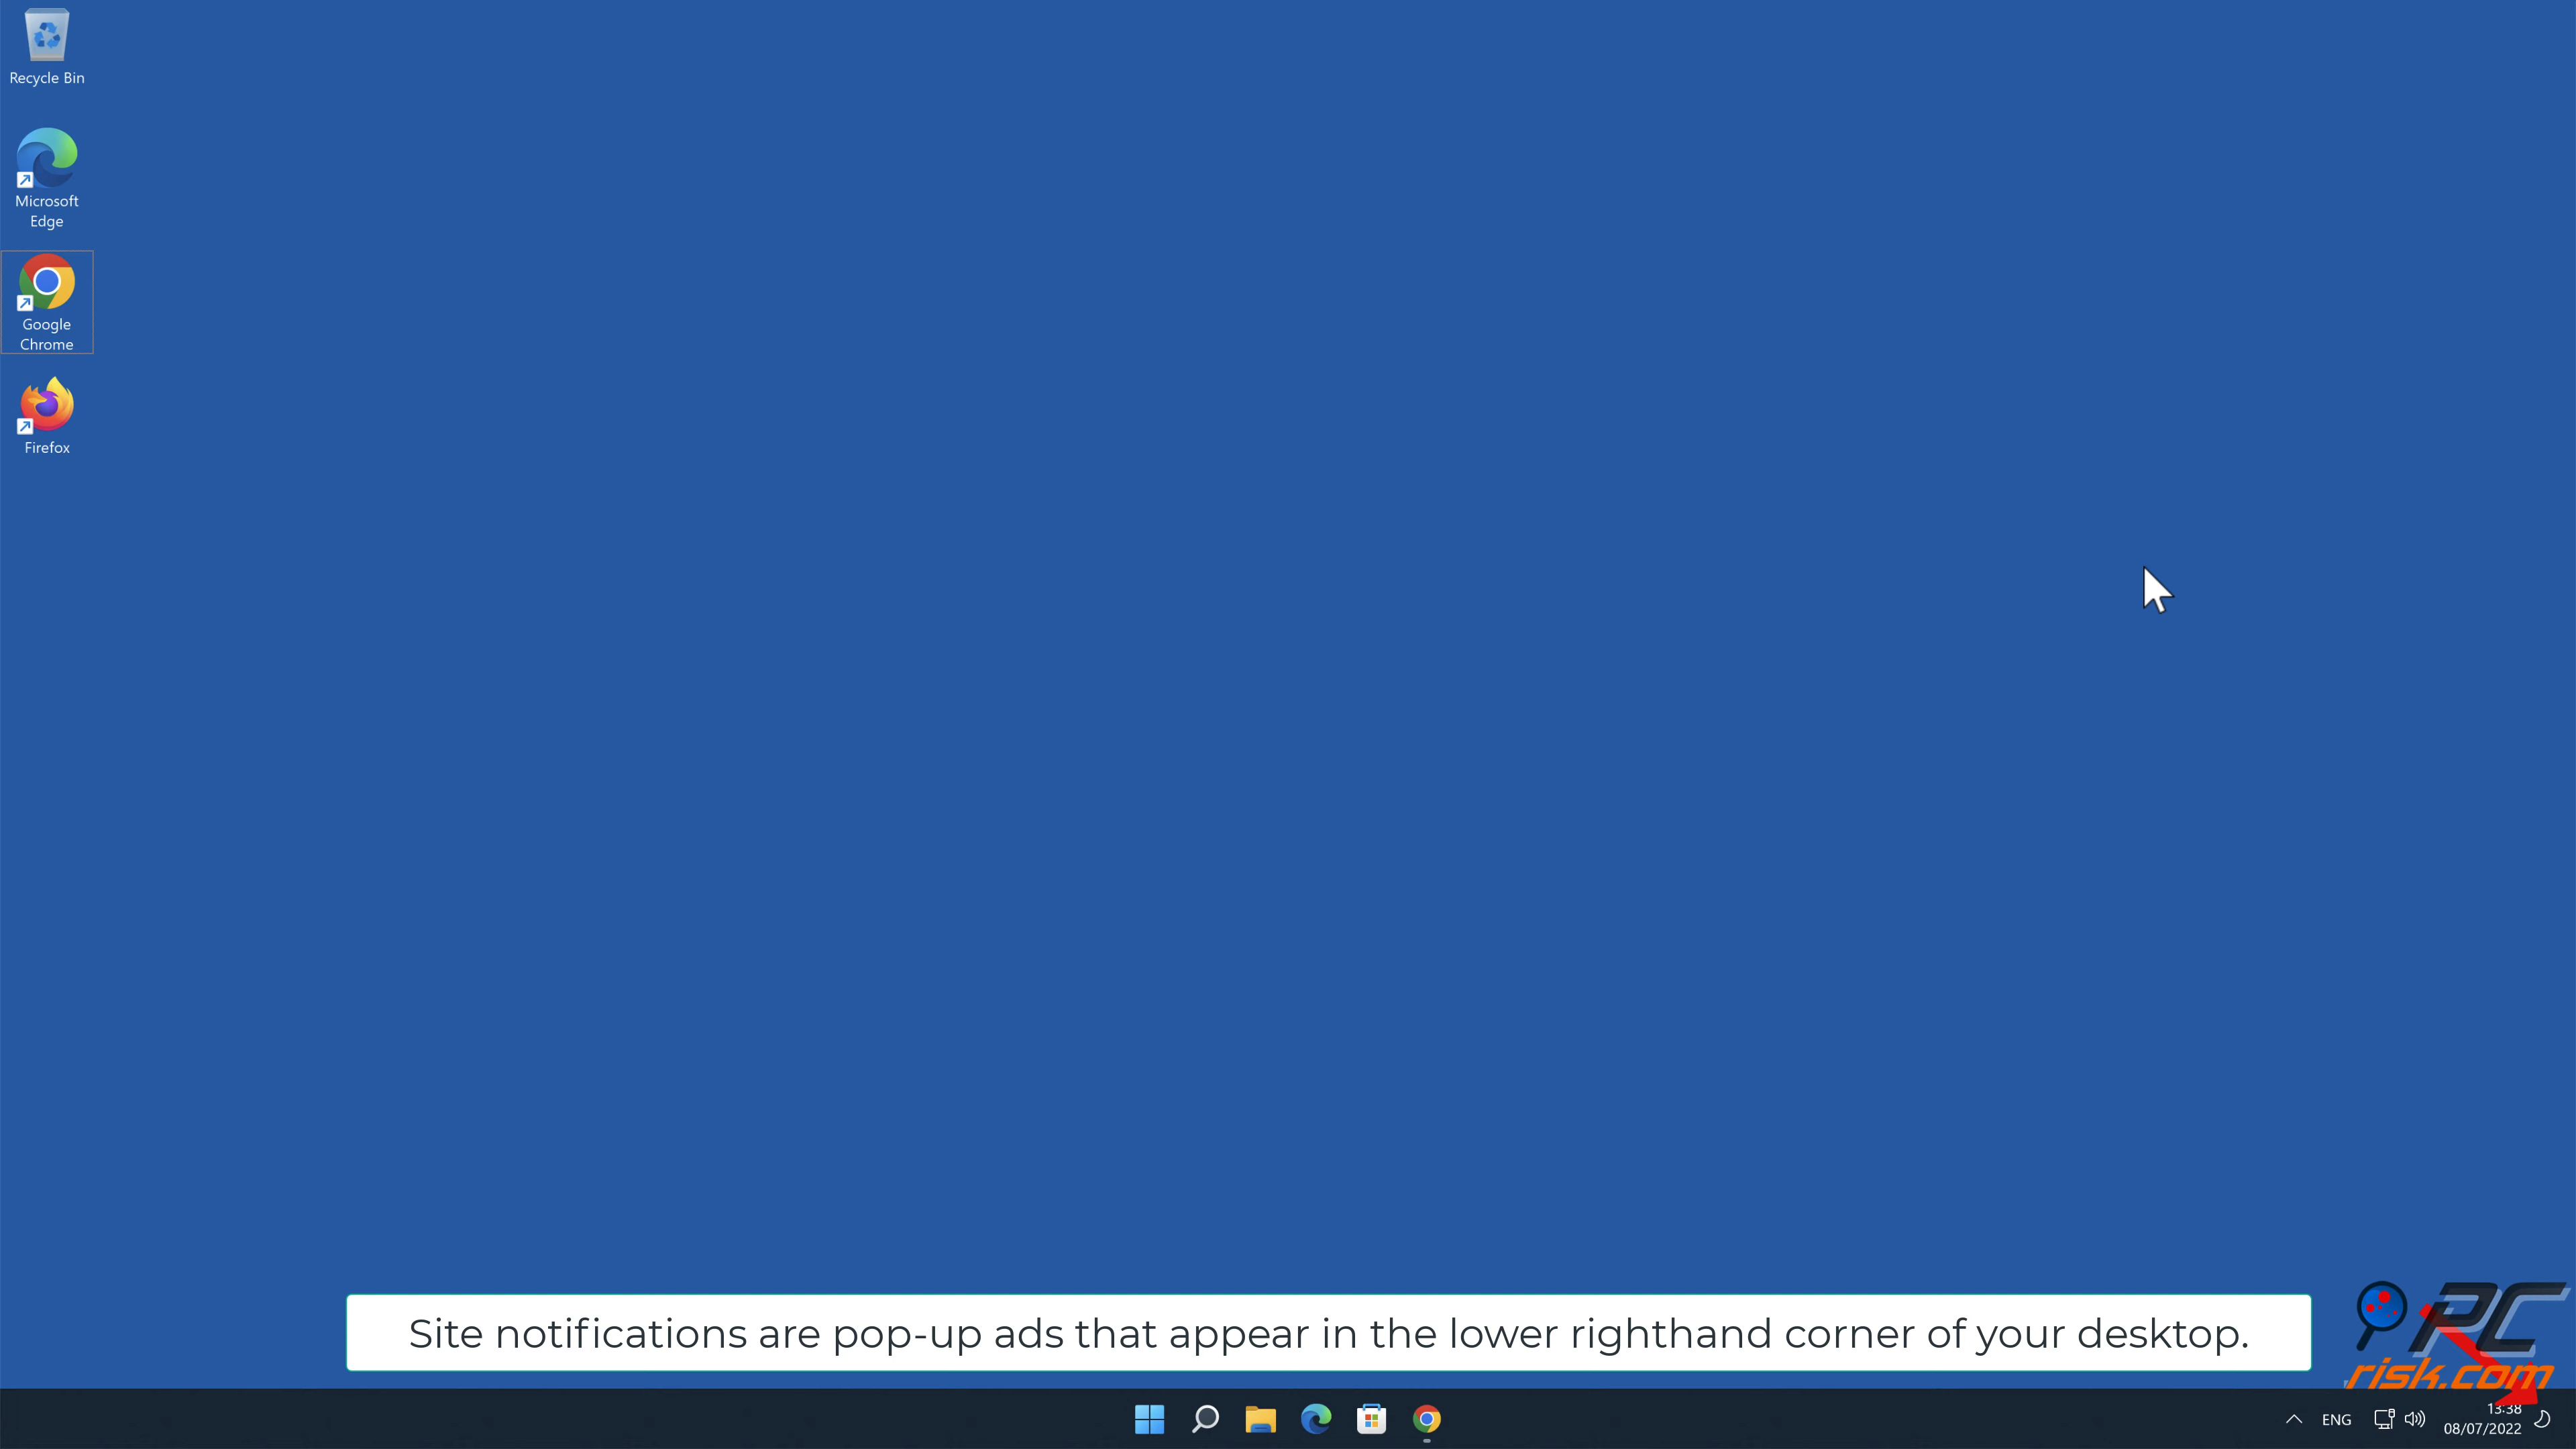 Recycle Bin
Microsoft
Edge
Google
Chrome
Firefox
Site notifications are pop-up ads that appear in the lower righthand corner of your desktop.
PC
risk.com
ENG
13:38
08/07/2022